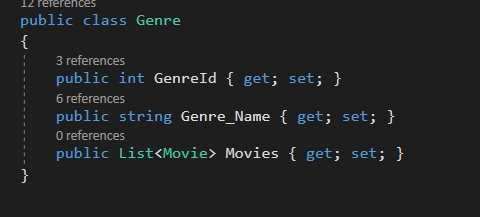 12 references
public class Genre
{
3 references
public int GenreId { get; set; }
6 references
public string Genre_Name { get; set; }
0 references
public List<Movie> Movies { get; set; }
}